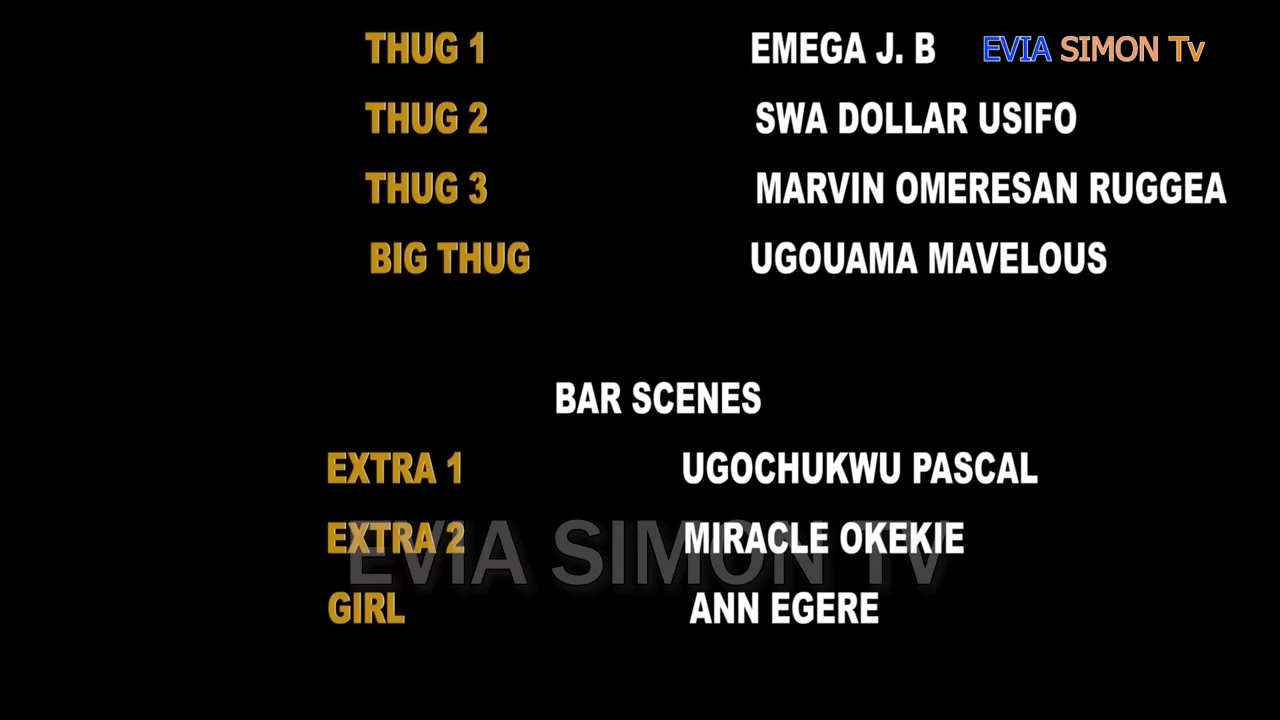 THUG 1 EMEGA J. B EVIA SIMON Tv
THUG 2 SWA DOLLAR USIFO
THUG 3 MARVIN OMERESAN RUGGEA
BIG THUG UGOUAMA MAVELOUS
BAR SCENES
EXTRA 1 UGOCHUKWU PASCAL
EXTRA 2 MIRACLE OKEKIE
EVIA SIMON TV
GIRL ANN EGERE